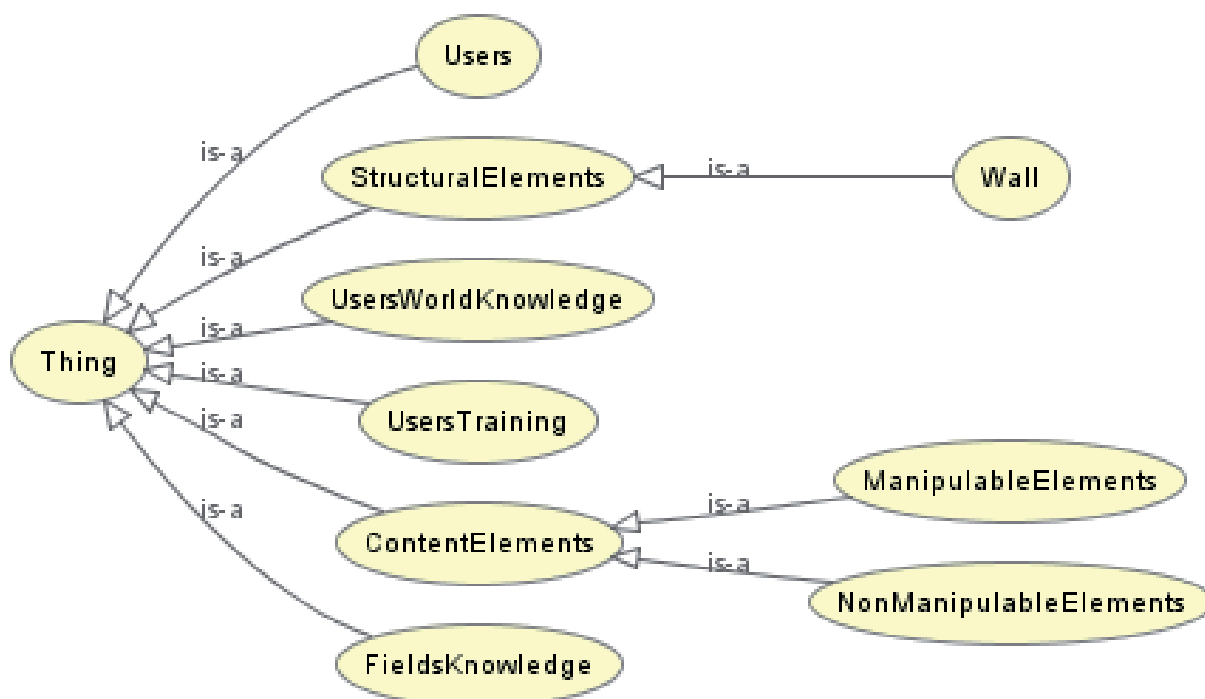 Users
is-a
StructuralElements
is-a
Wall
is-a
UsersWorldKnowledge
is-a
Thing
is-a
UsersTraining
is-a
ManipulableElements
is-a
is-a
ContentElements
is-a
NonManipulableElements
is-a
FieldsKnowledge